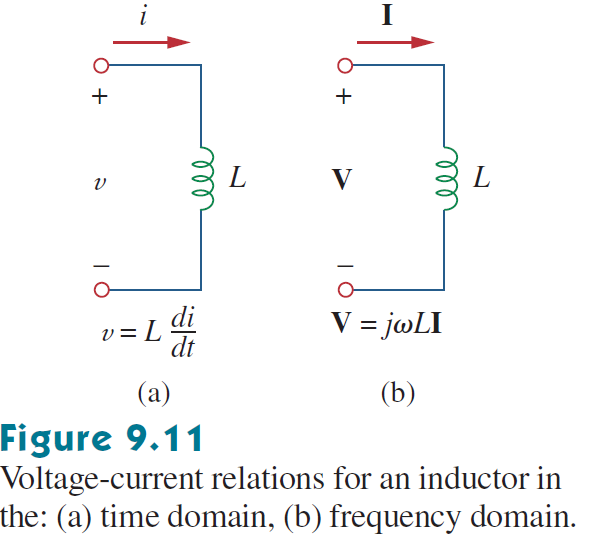 i
I
+
+
v
L
V
L
–
–
v = L di/dt
V = jωLI
(a)
(b)
Figure 9.11
Voltage-current relations for an inductor in
the: (a) time domain, (b) frequency domain.